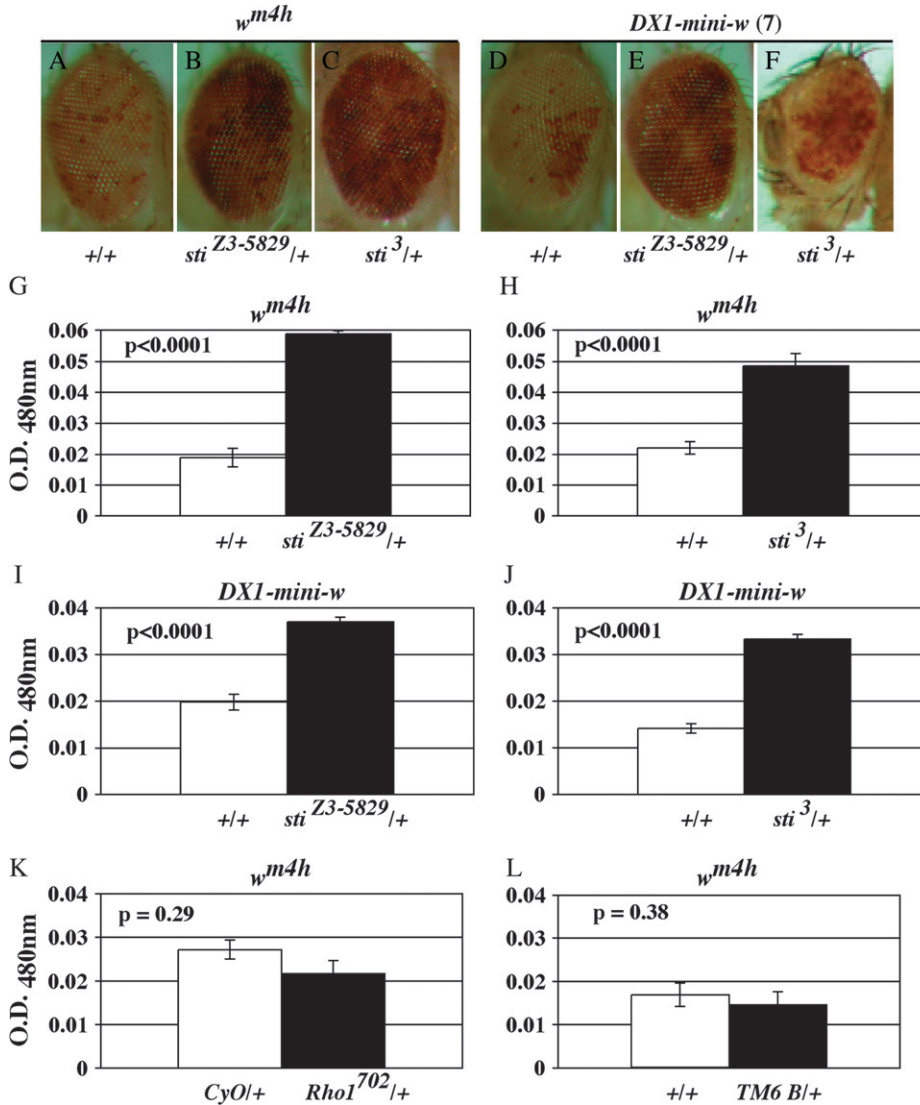 w^m4h DX1-mini-w (7)
A B C D E F
+/+ sti^Z3-5829/+ sti^3/+ +/+ sti^Z3-5829/+ sti^3/+
G
w^m4h
p<0.0001
O.D. 480nm
0.06
0.05
0.04
0.03
0.02
0.01
0
+/+ sti^Z3-5829/+
H
w^m4h
p<0.0001
0.06
0.05
0.04
0.03
0.02
0.01
0
+/+ sti^3/+
I
DX1-mini-w
p<0.0001
O.D. 480nm
0.04
0.03
0.02
0.01
0
+/+ sti^Z3-5829/+
J
DX1-mini-w
p<0.0001
0.04
0.03
0.02
0.01
0
+/+ sti^3/+
K
w^m4h
p = 0.29
O.D. 480nm
0.04
0.03
0.02
0.01
0
CyO/+ Rho1^702/+
L
w^m4h
p = 0.38
0.04
0.03
0.02
0.01
0
+/+ TM6 B/+